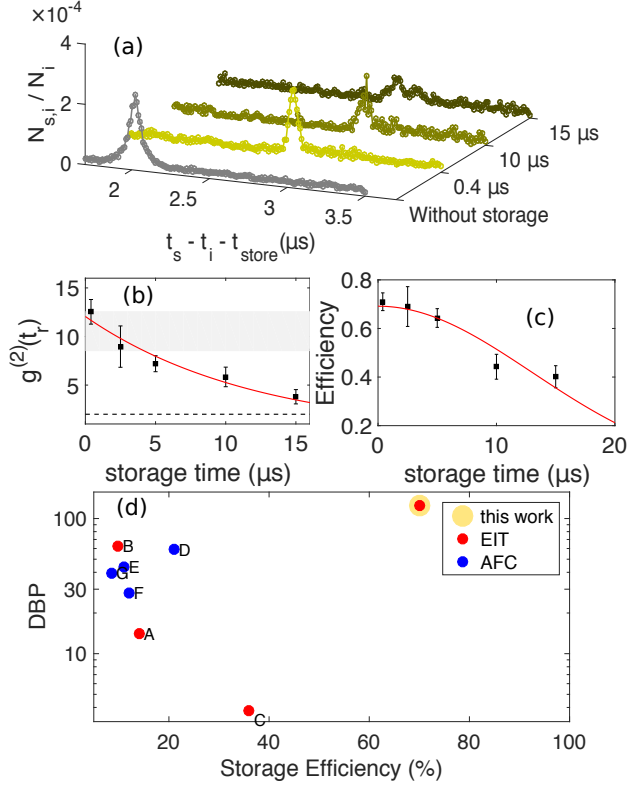 ×10⁻⁴
(a)
4
2
0
N_{s,i} / N_i
2
2.5
3
3.5
t_s - t_i - t_{store}(μs)
15 μs
10 μs
0.4 μs
Without storage
(b)
15
10
5
g^{(2)}(t_r)
0
5
10
15
storage time (μs)
(c)
0.8
0.6
0.4
0.2
Efficiency
0
10
20
storage time (μs)
(d)
100
30
10
DBP
B
E
G
D
F
A
C
this work
EIT
AFC
20
40
60
80
100
Storage Efficiency (%)